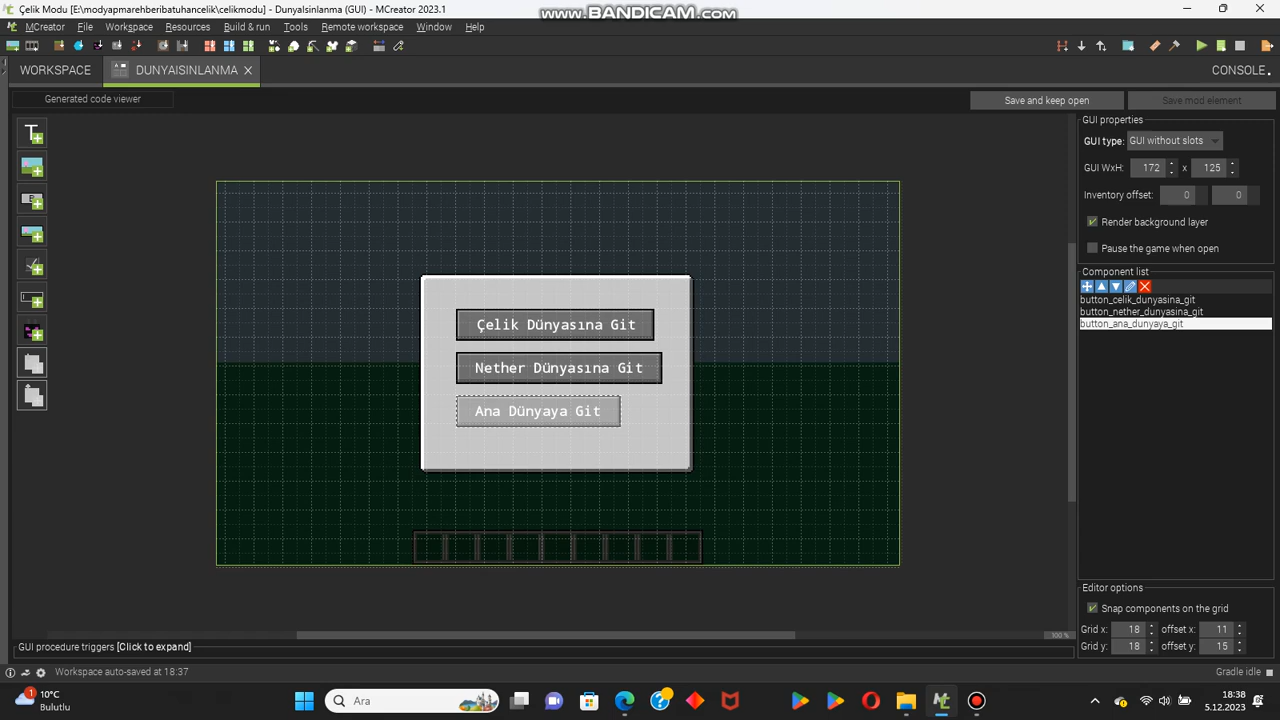 Çelik Modu [E:\modyapmarehberibatuhancelik\celikmodu] - DunyaIsinlanma (GUI) - MCreator 2023.1
www.BANDICAM.com
MCreator File Workspace Resources Build & run Tools Remote workspace Window Help
WORKSPACE DUNYAISINLANMA CONSOLE
Generated code viewer Save and keep open Save mod element
GUI properties
GUI type: GUI without slots
GUI WxH: 172 x 125
Inventory offset: 0 0
Render background layer
Pause the game when open
Component list
button_celik_dunyasina_git
button_nether_dunyasina_git
button_ana_dunyaya_git
Çelik Dünyasına Git
Nether Dünyasına Git
Ana Dünyaya Git
Editor options
Snap components on the grid
Grid x: 18 offset x: 11
Grid y: 18 offset y: 15
100 %
GUI procedure triggers [Click to expand]
Workspace auto-saved at 18:37 Gradle idle
1
10°C
Bulutlu
Ara
18:38
5.12.2023